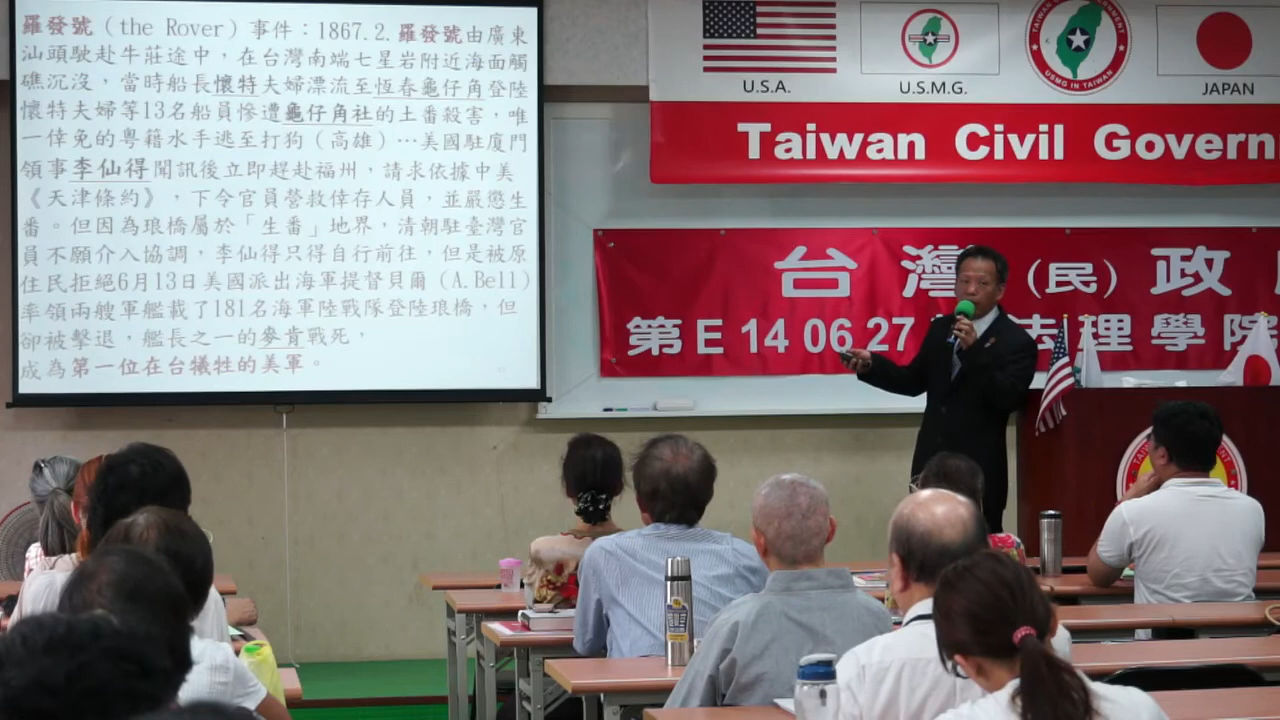 羅發號（the Rover）事件：1867.2.羅發號由廣東
汕頭駛赴牛莊途中，在台灣南端七星岩附近海面觸
礁沉沒，當時船長懷特夫婦漂流至恆春龜仔角登陸
懷特夫婦等13名船員慘遭龜仔角社的土番殺害，唯
一倖免的粵籍水手逃至打狗（高雄）…美國駐廈門
領事李仙得聞訊後立即趕赴福州，請求依據中美
《天津條約》，下令官員營救倖存人員，並嚴懲生
番。但因為琅橋屬於「生番」地界，清朝駐臺灣官
員不願介入協調，李仙得只得自行前往，但是被原
住民拒絕6月13日美國派出海軍提督貝爾（A.Bell）
率領兩艘軍艦載了181名海軍陸戰隊登陸琅橋，但
卻被擊退，艦長之一的麥肯戰死，
成為第一位在台犧牲的美軍。
U.S.A.
U.S.M.G.
TAIWAN CIVIL GOVERNMENT
USMG IN TAIWAN
JAPAN
Taiwan Civil Govern
台灣（民）政
第E 14 06 27 法理學院